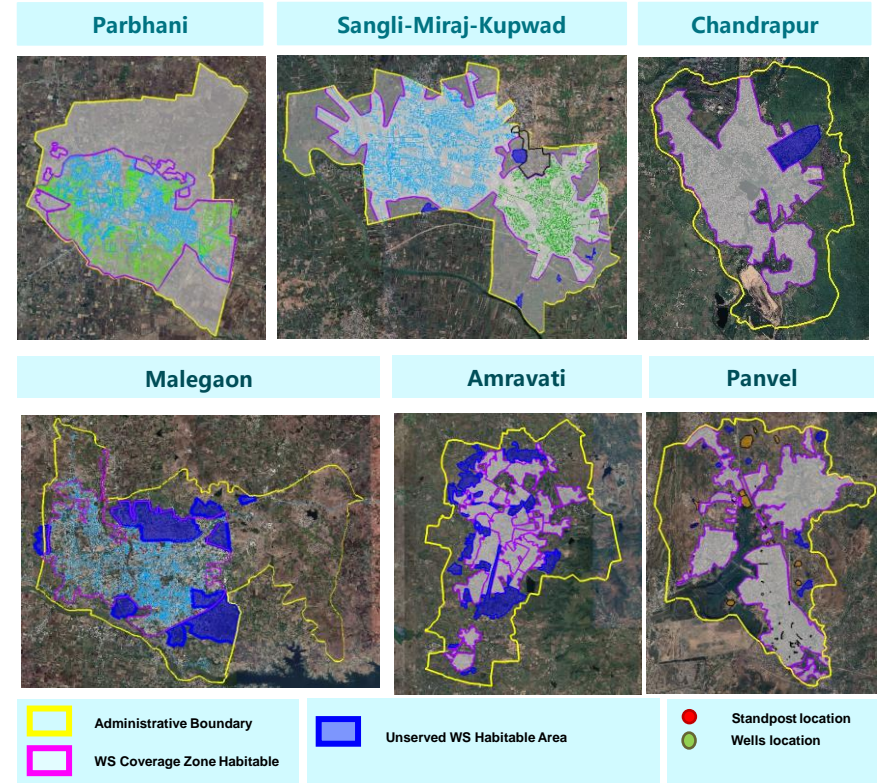 Parbhani
Sangli-Miraj-Kupwad
Chandrapur
Malegaon
Amravati
Panvel
Administrative Boundary
WS Coverage Zone Habitable
Unserved WS Habitable Area
Standpost location
Wells location